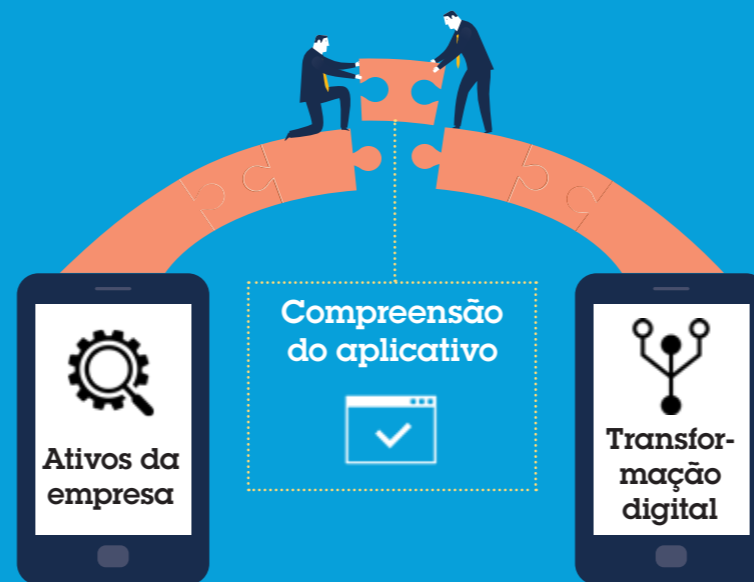 Compreensão
do aplicativo
Ativos da
empresa
Transfor-
mação
digital